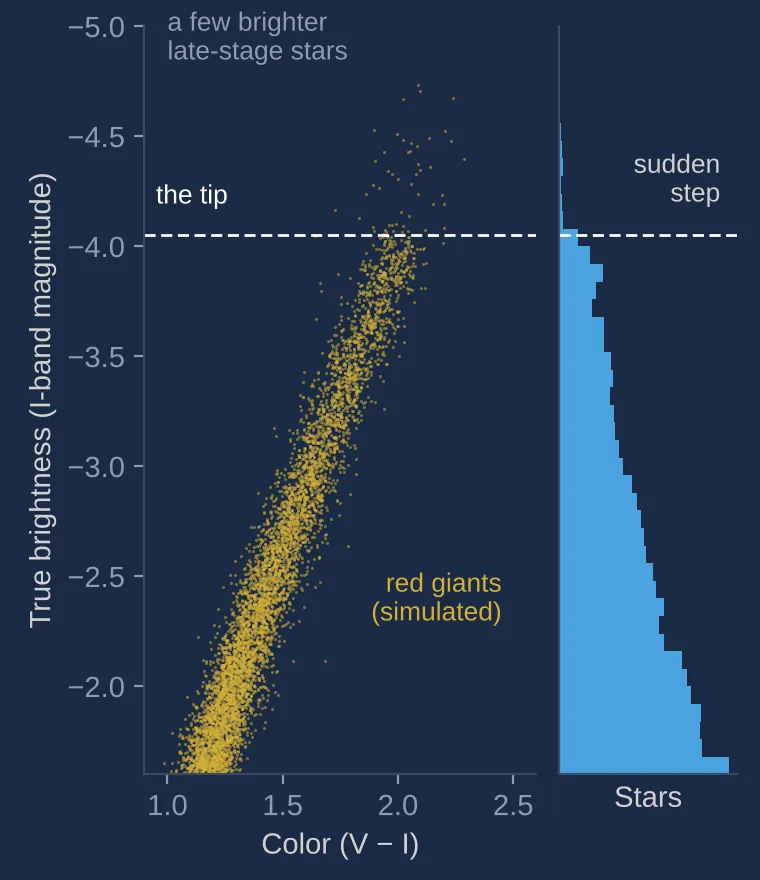 a few brighter
late-stage stars
−5.0
−4.5
−4.0
−3.5
−3.0
−2.5
−2.0
True brightness (I-band magnitude)
the tip
sudden
step
red giants
(simulated)
1.0
1.5
2.0
2.5
Color (V − I)
Stars